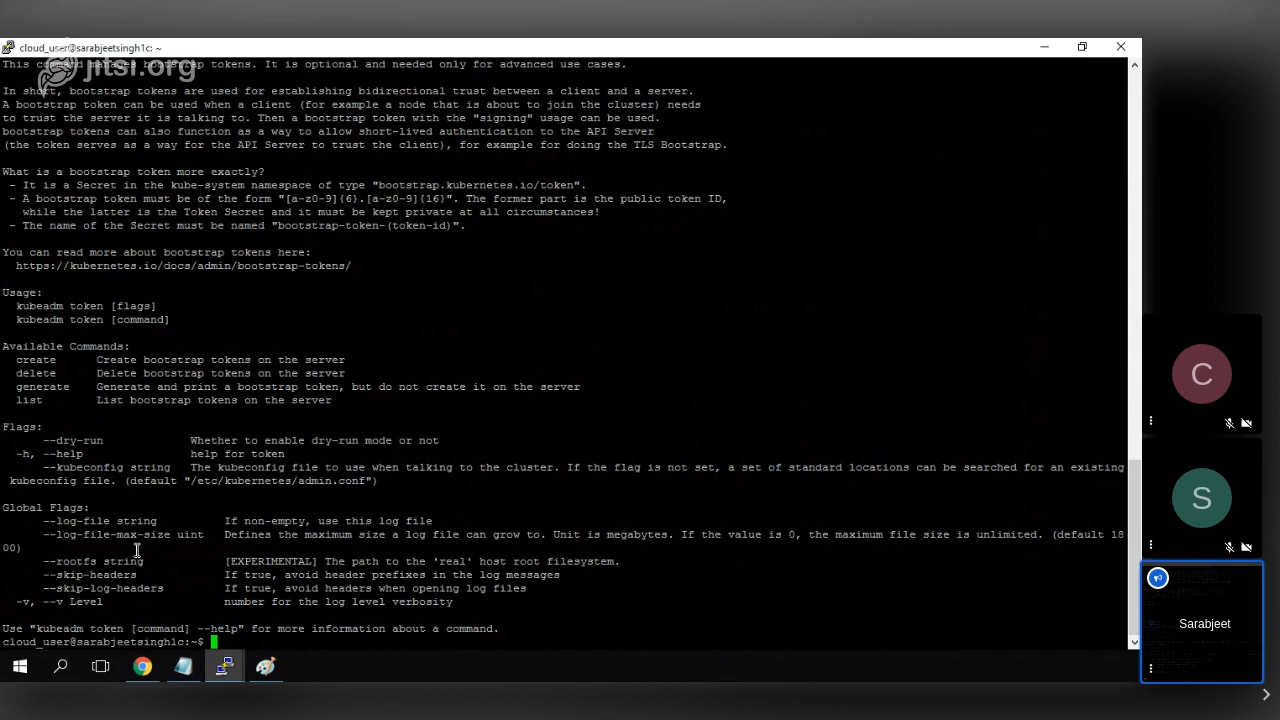 cloud_user@sarabjeetsingh1c: ~
jitsi.org
This command manages bootstrap tokens. It is optional and needed only for advanced use cases.
In short, bootstrap tokens are used for establishing bidirectional trust between a client and a server.
A bootstrap token can be used when a client (for example a node that is about to join the cluster) needs
to trust the server it is talking to. Then a bootstrap token with the "signing" usage can be used.
bootstrap tokens can also function as a way to allow short-lived authentication to the API Server
(the token serves as a way for the API Server to trust the client), for example for doing the TLS Bootstrap.
What is a bootstrap token more exactly?
- It is a Secret in the kube-system namespace of type "bootstrap.kubernetes.io/token".
- A bootstrap token must be of the form "[a-z0-9]{6}.[a-z0-9]{16}". The former part is the public token ID,
while the latter is the Token Secret and it must be kept private at all circumstances!
- The name of the Secret must be named "bootstrap-token-(token-id)".
You can read more about bootstrap tokens here:
https://kubernetes.io/docs/admin/bootstrap-tokens/
Usage:
kubeadm token [flags]
kubeadm token [command]
Available Commands:
create Create bootstrap tokens on the server
delete Delete bootstrap tokens on the server
generate Generate and print a bootstrap token, but do not create it on the server
list List bootstrap tokens on the server
Flags:
--dry-run Whether to enable dry-run mode or not
-h, --help help for token
--kubeconfig string The kubeconfig file to use when talking to the cluster. If the flag is not set, a set of standard locations can be searched for an existing
kubeconfig file. (default "/etc/kubernetes/admin.conf")
Global Flags:
--log-file string If non-empty, use this log file
--log-file-max-size uint Defines the maximum size a log file can grow to. Unit is megabytes. If the value is 0, the maximum file size is unlimited. (default 18
00)
--rootfs string [EXPERIMENTAL] The path to the 'real' host root filesystem.
--skip-headers If true, avoid header prefixes in the log messages
--skip-log-headers If true, avoid headers when opening log files
-v, --v Level number for the log level verbosity
Use "kubeadm token [command] --help" for more information about a command.
cloud_user@sarabjeetsingh1c:~$
C
S
Sarabjeet